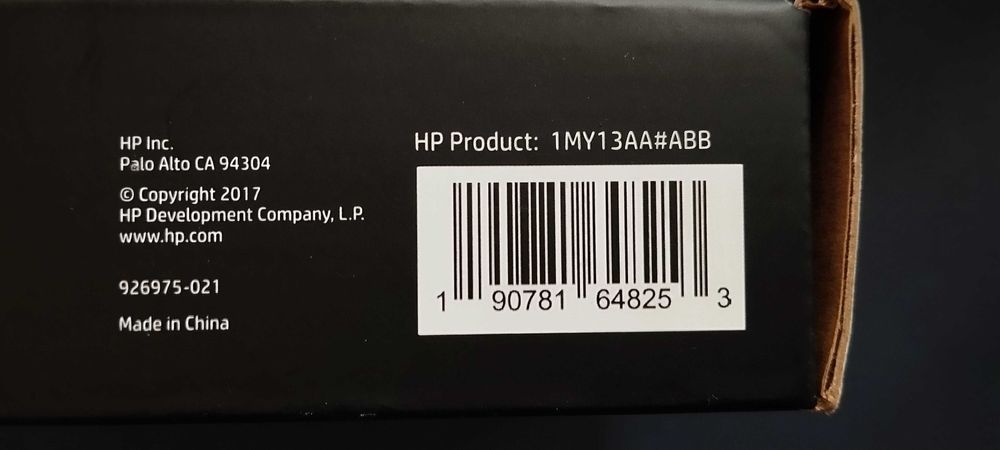 HP Inc.
Palo Alto CA 94304
© Copyright 2017
HP Development Company, L.P.
www.hp.com
926975-021
Made in China
HP Product: 1MY13AA#ABB
1 90781 64825 3